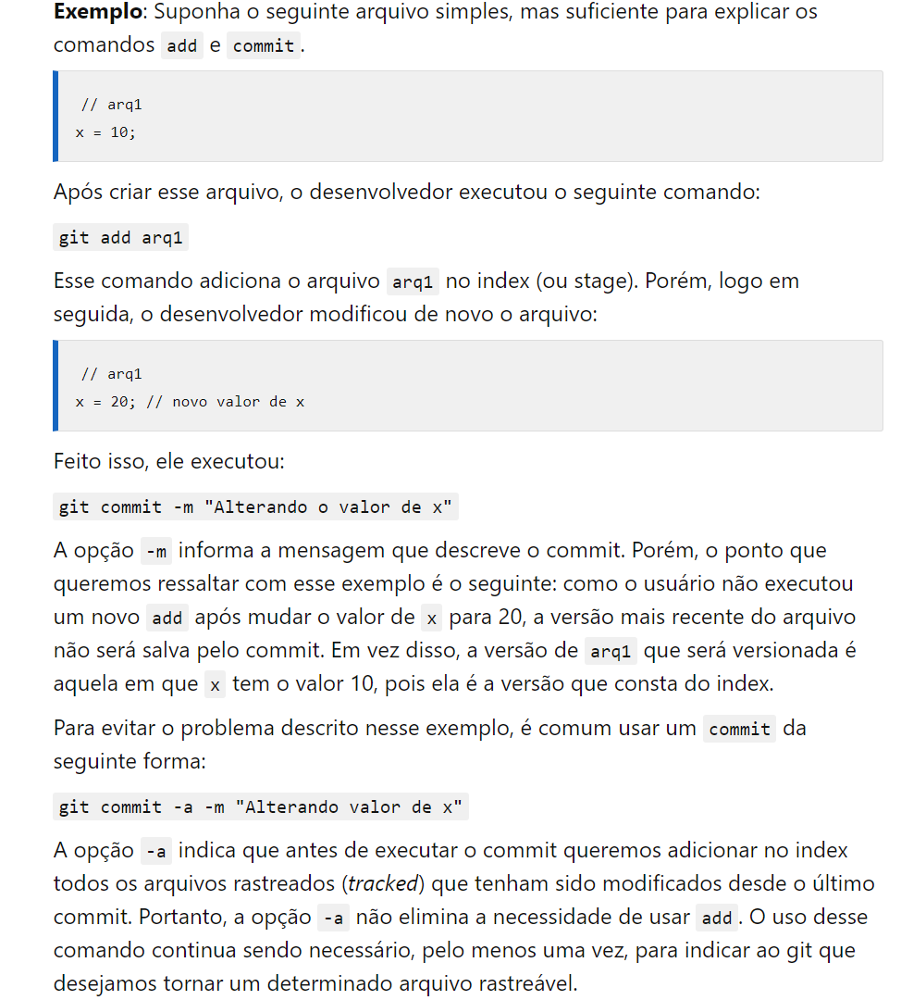 Exemplo: Suponha o seguinte arquivo simples, mas suficiente para explicar os
comandos add e commit.
// arq1
x = 10;
Após criar esse arquivo, o desenvolvedor executou o seguinte comando:
git add arq1
Esse comando adiciona o arquivo arq1 no index (ou stage). Porém, logo em
seguida, o desenvolvedor modificou de novo o arquivo:
// arq1
x = 20; // novo valor de x
Feito isso, ele executou:
git commit -m "Alterando o valor de x"
A opção -m informa a mensagem que descreve o commit. Porém, o ponto que
queremos ressaltar com esse exemplo é o seguinte: como o usuário não executou
um novo add após mudar o valor de x para 20, a versão mais recente do arquivo
não será salva pelo commit. Em vez disso, a versão de arq1 que será versionada é
aquela em que x tem o valor 10, pois ela é a versão que consta do index.
Para evitar o problema descrito nesse exemplo, é comum usar um commit da
seguinte forma:
git commit -a -m "Alterando valor de x"
A opção -a indica que antes de executar o commit queremos adicionar no index
todos os arquivos rastreados (tracked) que tenham sido modificados desde o último
commit. Portanto, a opção -a não elimina a necessidade de usar add. O uso desse
comando continua sendo necessário, pelo menos uma vez, para indicar ao git que
desejamos tornar um determinado arquivo rastreável.